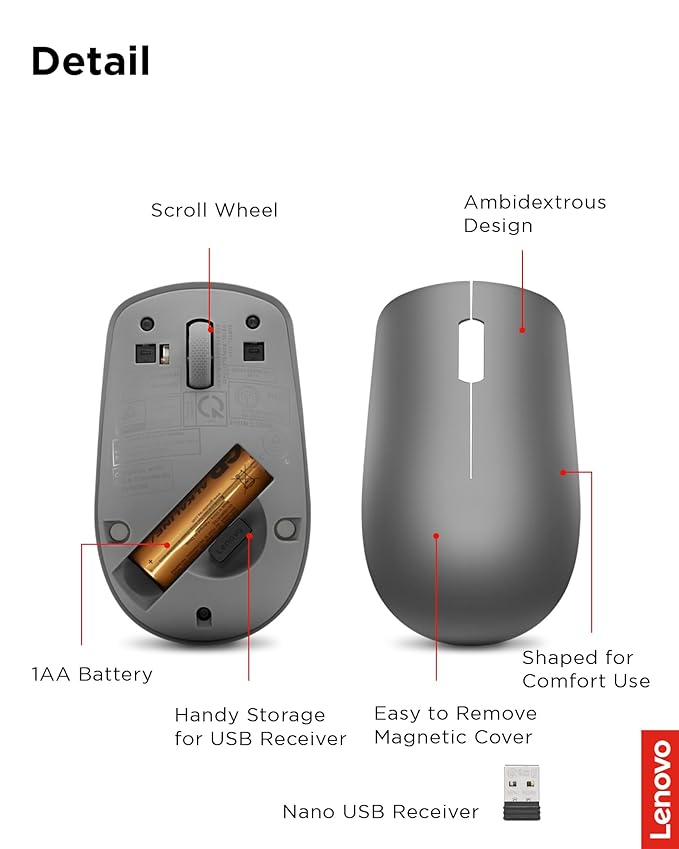 Detail
Scroll Wheel
Ambidextrous
Design
Lenovo
1AA Battery
Shaped for
Comfort Use
Handy Storage
for USB Receiver
Easy to Remove
Magnetic Cover
Nano USB Receiver
Lenovo